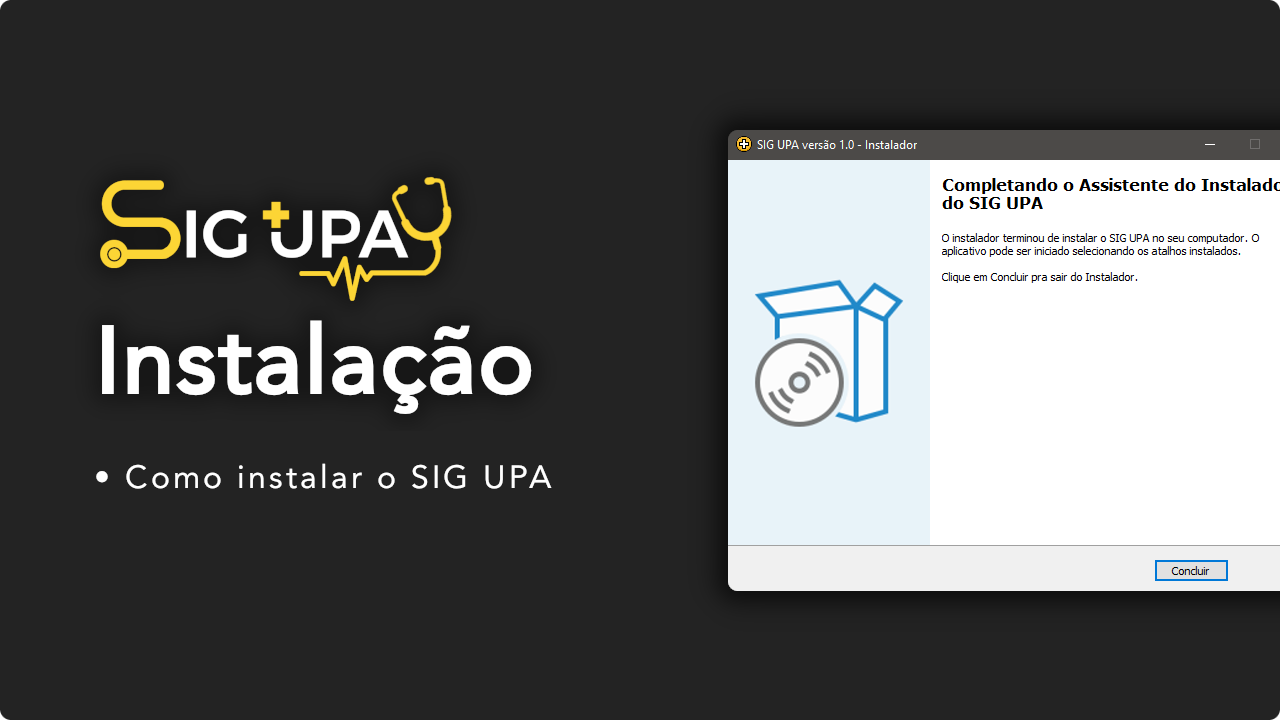 SIG UPA
Instalação
• Como instalar o SIG UPA
SIG UPA versão 1.0 - Instalador
Completando o Assistente do Instalado
do SIG UPA
O instalador terminou de instalar o SIG UPA no seu computador. O
aplicativo pode ser iniciado selecionando os atalhos instalados.
Clique em Concluir pra sair do Instalador.
Concluir